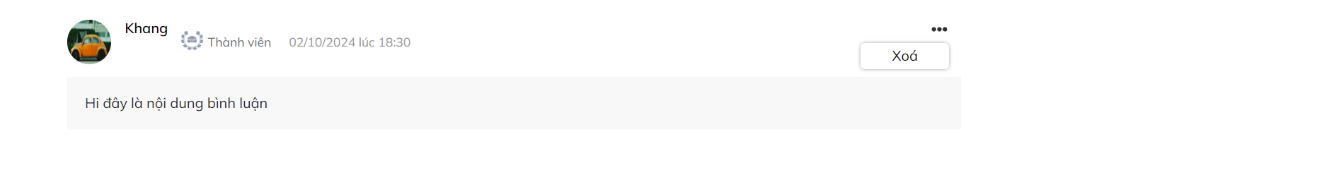 Khang
Thành viên 02/10/2024 lúc 18:30
Xoá
Hi đây là nội dung bình luận